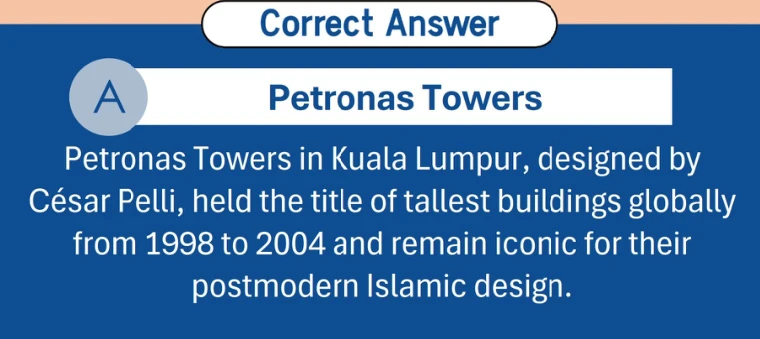 Correct Answer
A
Petronas Towers
Petronas Towers in Kuala Lumpur, designed by
César Pelli, held the title of tallest buildings globally
from 1998 to 2004 and remain iconic for their
postmodern Islamic design.